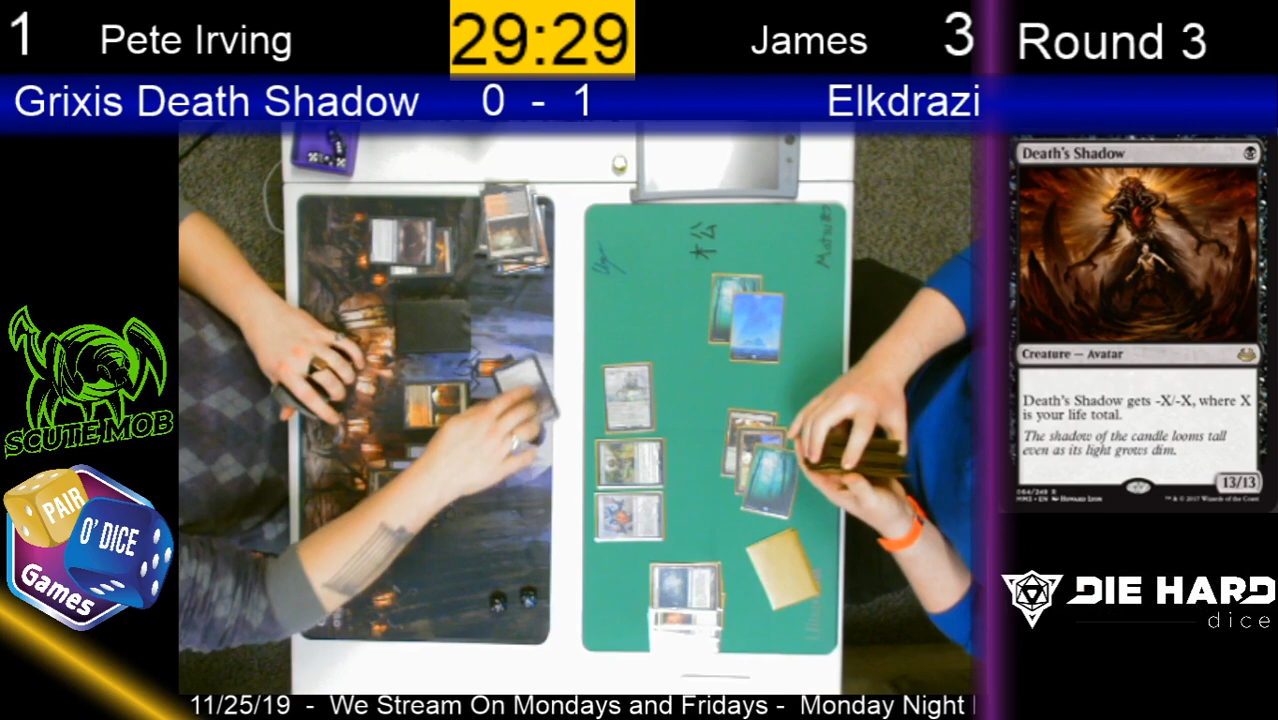 1 Pete Irving 29:29 James 3 Round 3
Grixis Death Shadow 0 - 1 Elkdrazi
Death's Shadow
Creature — Avatar
Death's Shadow gets -X/-X, where X
is your life total.
The shadow of the candle looms tall
even as its light grows dim.
13/13
SCUTE MOB
PAIR
O' DICE
Games
DIE HARD
dice
11/25/19 - We Stream On Mondays and Fridays - Monday Night